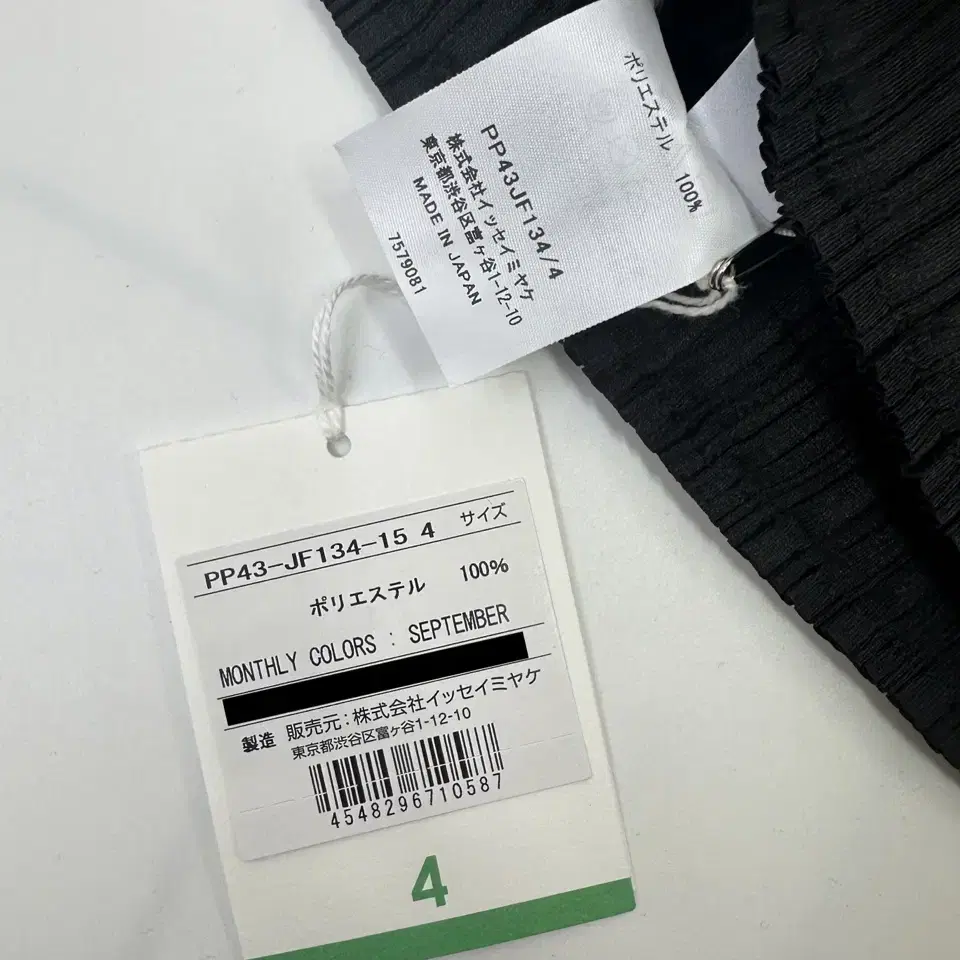 ポリエステル 100%
PP43JF134/4
株式会社イッセイミヤケ
東京都渋谷区富ヶ谷1-12-10
MADE IN JAPAN
7579081
PP43-JF134-15 4 サイズ
ポリエステル 100%
MONTHLY COLORS : SEPTEMBER
製造 販売元:株式会社イッセイミヤケ
東京都渋谷区富ヶ谷1-12-10
4548296710587
4